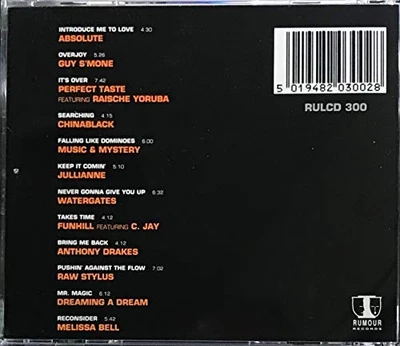 INTRODUCE ME TO LOVE 4:30
ABSOLUTE
OVERJOY 5:26
GUY S'MONE
IT'S OVER 7:42
PERFECT TASTE
FEATURING RAISCHE YORUBA
SEARCHING 4:15
CHINABLACK
FALLING LIKE DOMINOES 6:00
MUSIC & MYSTERY
KEEP IT COMIN' 5:10
JULLIANNE
NEVER GONNA GIVE YOU UP 6:32
WATERGATES
TAKES TIME 4:12
FUNHILL FEATURING C. JAY
BRING ME BACK 4:12
ANTHONY DRAKES
PUSHIN' AGAINST THE FLOW 7:02
RAW STYLUS
MR. MAGIC 6:12
DREAMING A DREAM
RECONSIDER 5:42
MELISSA BELL
5 019482 030028
RULCD 300
RUMOUR
RECORDS